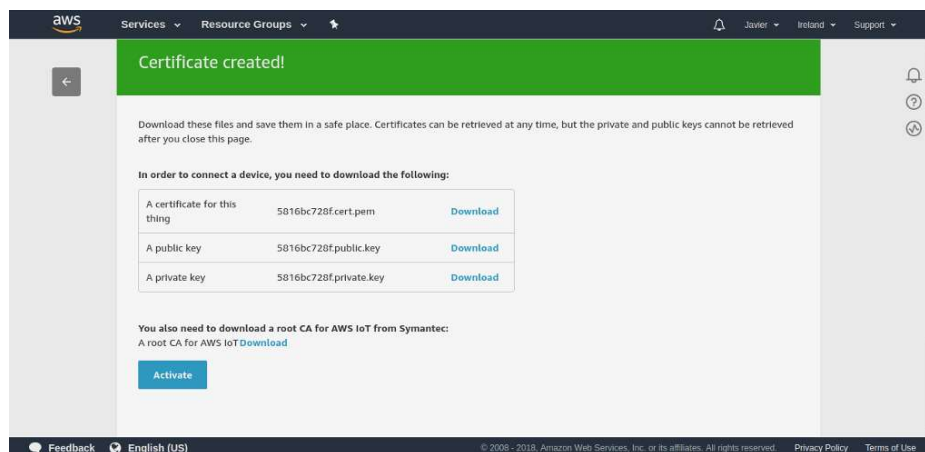 aws Services Resource Groups Javier Ireland Support
Certificate created!
Download these files and save them in a safe place. Certificates can be retrieved at any time, but the private and public keys cannot be retrieved
after you close this page.
In order to connect a device, you need to download the following:
A certificate for this
thing
5816bc728f.cert.pem Download
A public key 5816bc728f.public.key Download
A private key 5816bc728f.private.key Download
You also need to download a root CA for AWS IoT from Symantec:
A root CA for AWS IoT Download
Activate
Feedback English (US) © 2008 - 2018, Amazon Web Services, Inc. or its affiliates. All rights reserved. Privacy Policy Terms of Use